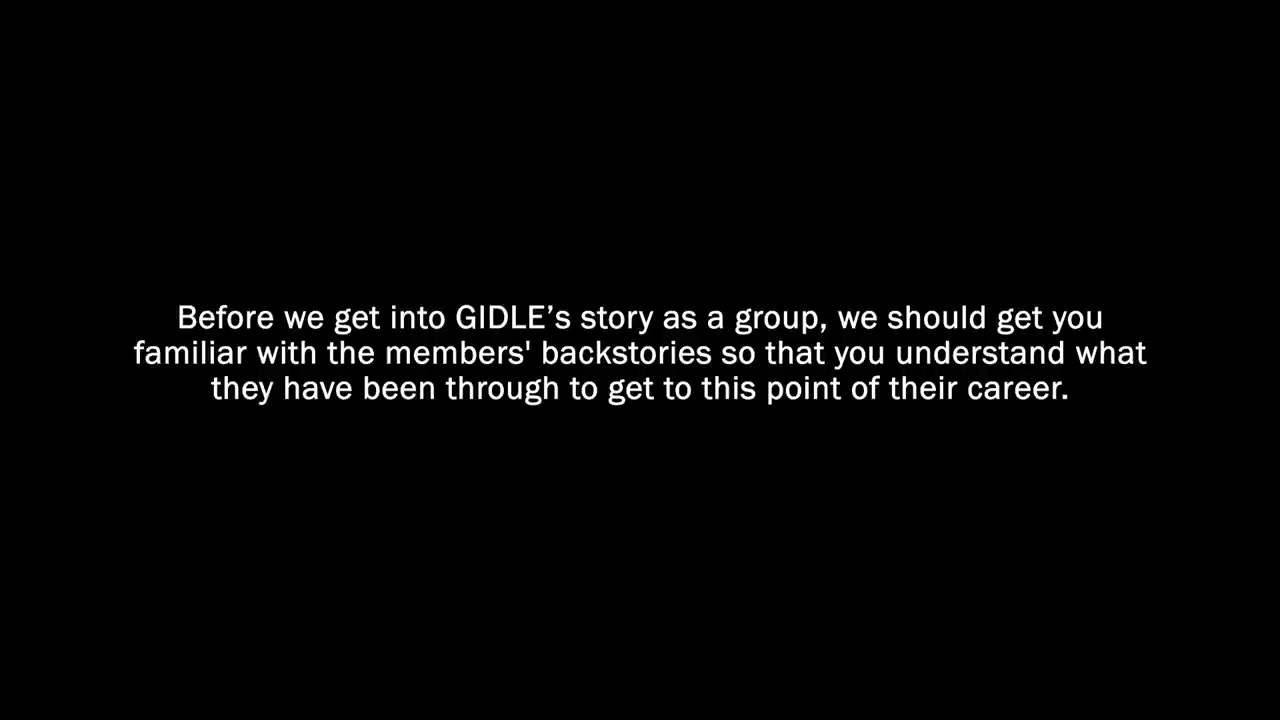 Before we get into GIDLE’s story as a group, we should get you
familiar with the members' backstories so that you understand what
they have been through to get to this point of their career.